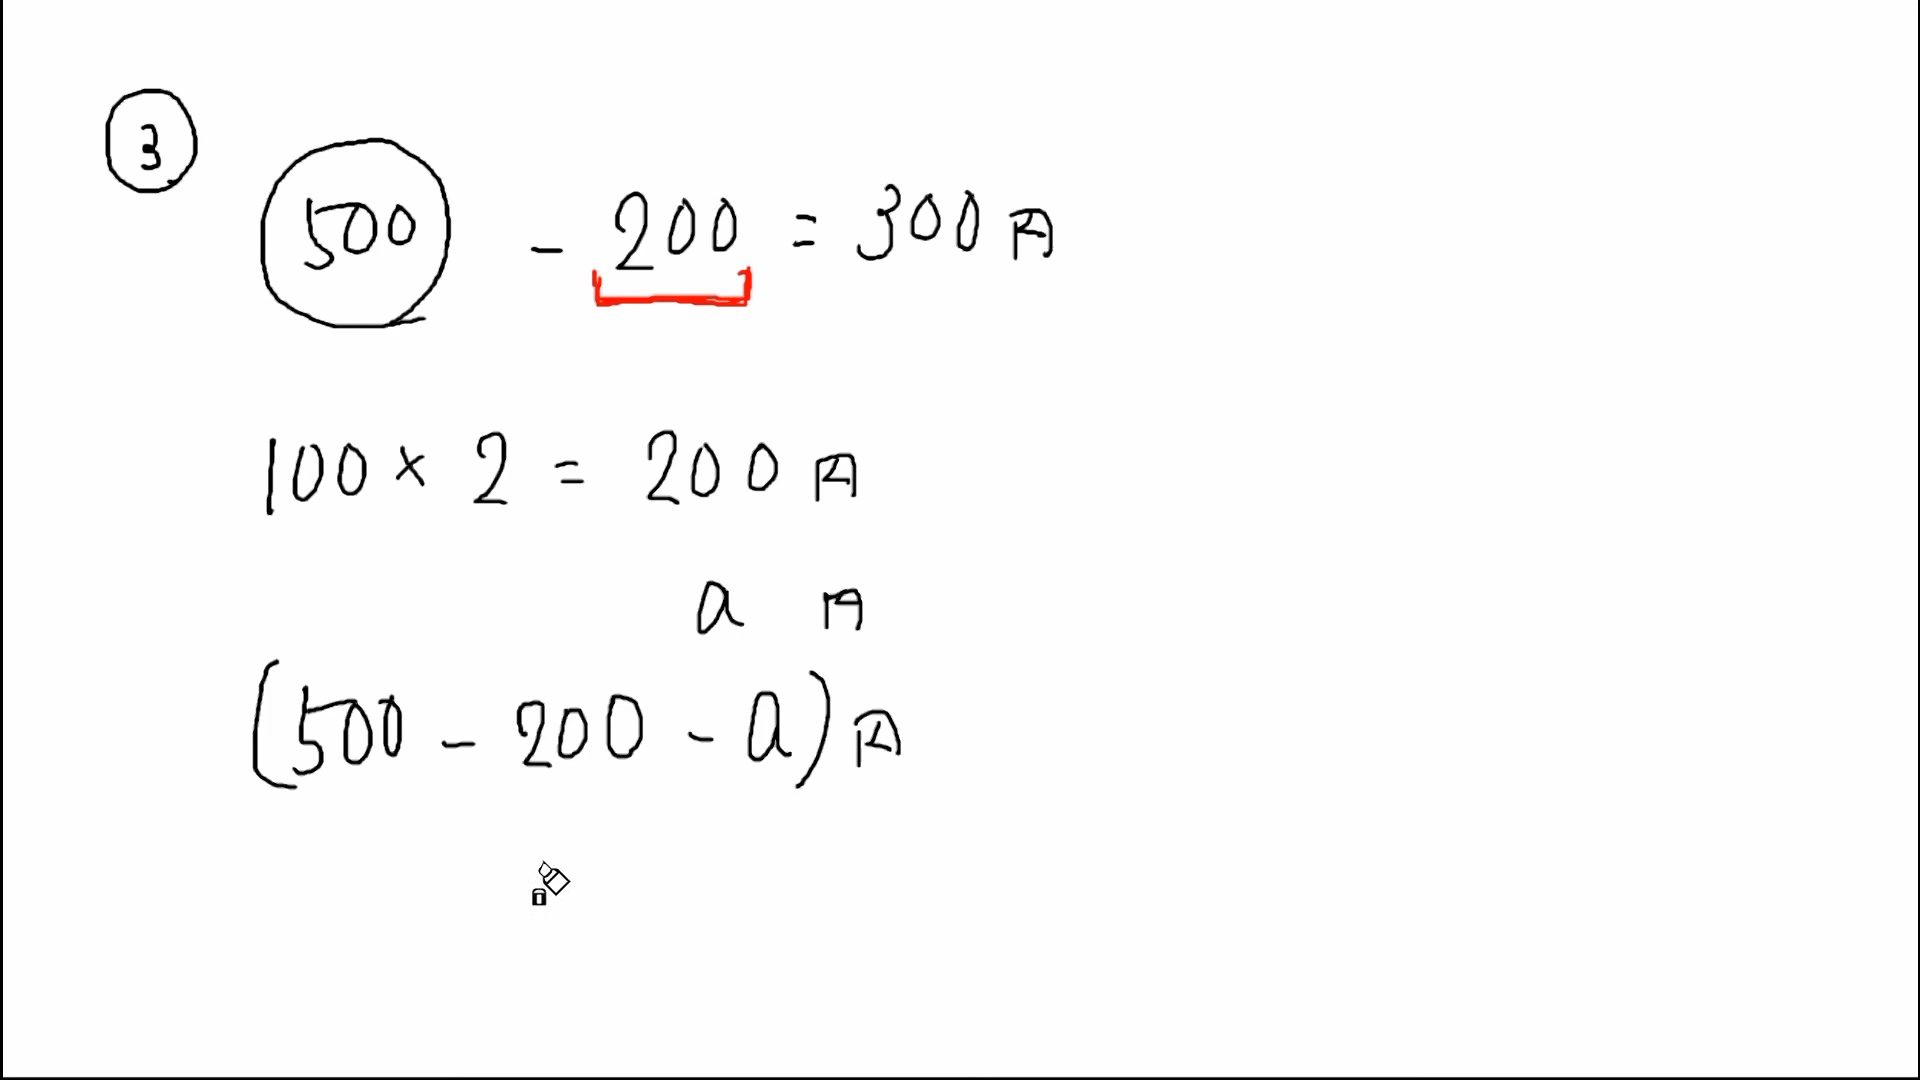 ③
500 - 200 = 300円
100 × 2 = 200円
a 円
(500 - 200 - a)円